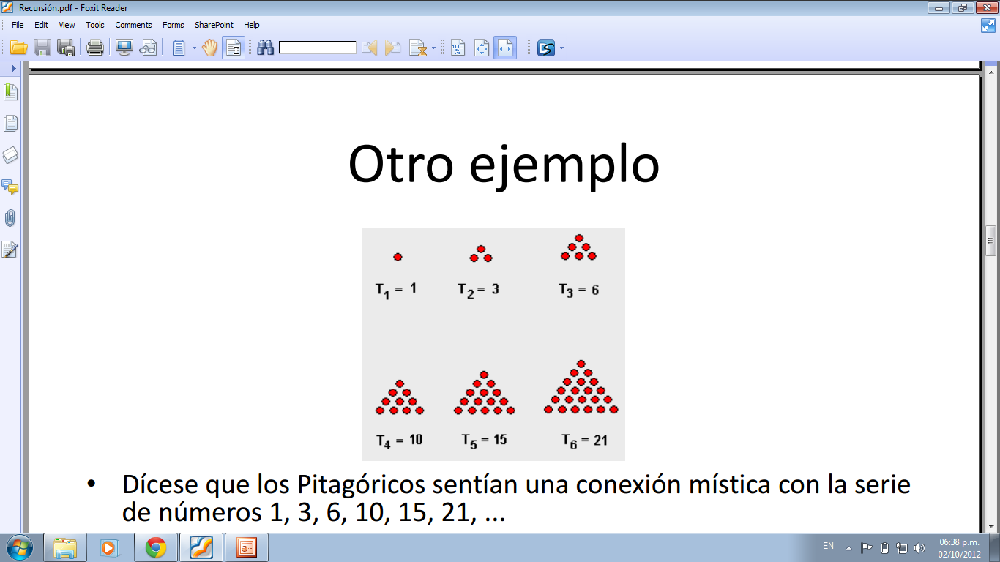 Recursión.pdf - Foxit Reader
File Edit View Tools Comments Forms SharePoint Help
Otro ejemplo
T1 = 1 T2 = 3 T3 = 6
T4 = 10 T5 = 15 T6 = 21
• Dícese que los Pitagóricos sentían una conexión mística con la serie
de números 1, 3, 6, 10, 15, 21, ...
EN 06:38 p.m.
02/10/2012